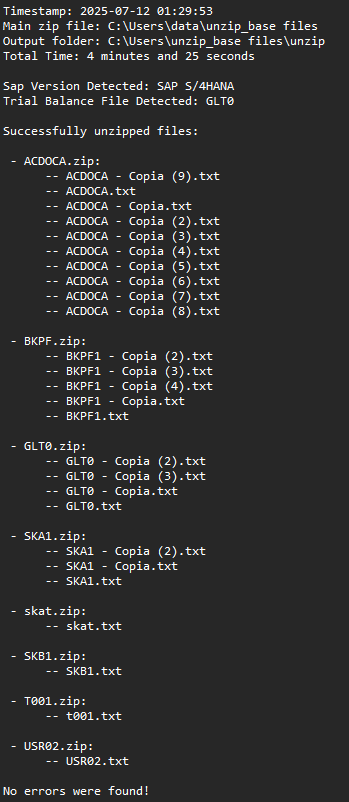 Timestamp: 2025-07-12 01:29:53
Main zip file: C:\Users\data\unzip_base files
Output folder: C:\Users\unzip_base files\unzip
Total Time: 4 minutes and 25 seconds

Sap Version Detected: SAP S/4HANA
Trial Balance File Detected: GLT0

Successfully unzipped files:

 - ACDOCA.zip:
      -- ACDOCA - Copia (9).txt
      -- ACDOCA.txt
      -- ACDOCA - Copia.txt
      -- ACDOCA - Copia (2).txt
      -- ACDOCA - Copia (3).txt
      -- ACDOCA - Copia (4).txt
      -- ACDOCA - Copia (5).txt
      -- ACDOCA - Copia (6).txt
      -- ACDOCA - Copia (7).txt
      -- ACDOCA - Copia (8).txt

 - BKPF.zip:
      -- BKPF1 - Copia (2).txt
      -- BKPF1 - Copia (3).txt
      -- BKPF1 - Copia (4).txt
      -- BKPF1 - Copia.txt
      -- BKPF1.txt

 - GLT0.zip:
      -- GLT0 - Copia (2).txt
      -- GLT0 - Copia (3).txt
      -- GLT0 - Copia.txt
      -- GLT0.txt

 - SKA1.zip:
      -- SKA1 - Copia (2).txt
      -- SKA1 - Copia.txt
      -- SKA1.txt

 - skat.zip:
      -- skat.txt

 - SKB1.zip:
      -- SKB1.txt

 - T001.zip:
      -- t001.txt

 - USR02.zip:
      -- USR02.txt

No errors were found!